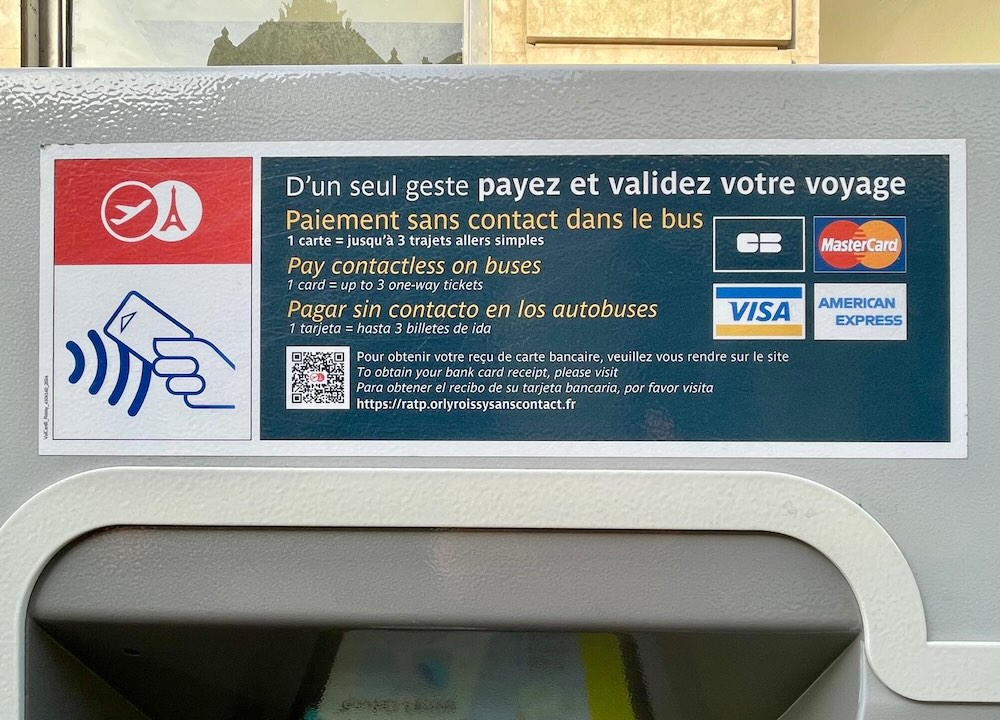 D'un seul geste payez et validez votre voyage
Paiement sans contact dans le bus
1 carte = jusqu'à 3 trajets allers simples
Pay contactless on buses
1 card = up to 3 one-way tickets
Pagar sin contacto en los autobuses
1 tarjeta = hasta 3 billetes de ida
CB
MasterCard
VISA
AMERICAN
EXPRESS
Pour obtenir votre reçu de carte bancaire, veuillez vous rendre sur le site
To obtain your bank card receipt, please visit
Para obtener el recibo de su tarjeta bancaria, por favor visita
https://ratp.orlyroissysanscontact.fr